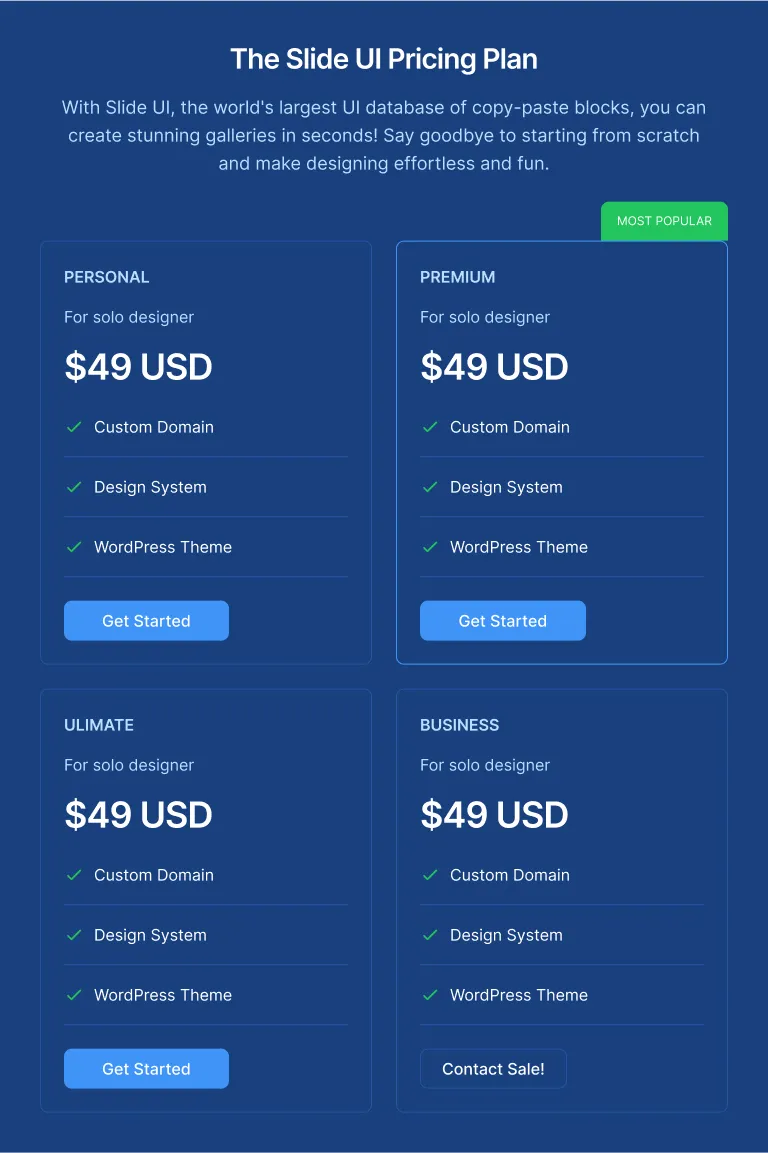 The Slide UI Pricing Plan
With Slide UI, the world's largest UI database of copy-paste blocks, you can
create stunning galleries in seconds! Say goodbye to starting from scratch
and make designing effortless and fun.
MOST POPULAR
PERSONAL
For solo designer
$49 USD
Custom Domain
Design System
WordPress Theme
Get Started
PREMIUM
For solo designer
$49 USD
Custom Domain
Design System
WordPress Theme
Get Started
ULIMATE
For solo designer
$49 USD
Custom Domain
Design System
WordPress Theme
Get Started
BUSINESS
For solo designer
$49 USD
Custom Domain
Design System
WordPress Theme
Contact Sale!